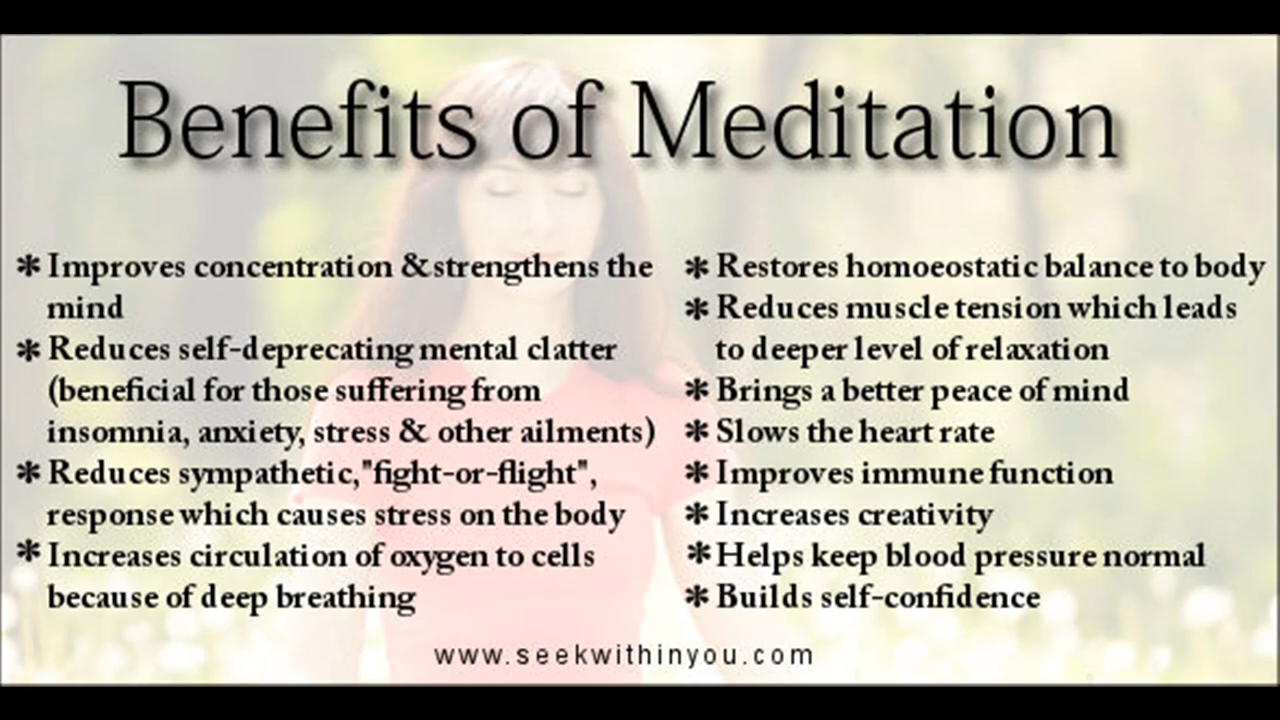 Benefits of Meditation
* Improves concentration & strengthens the
mind
* Reduces self-deprecating mental clatter
(beneficial for those suffering from
insomnia, anxiety, stress & other ailments)
* Reduces sympathetic,"fight-or-flight",
response which causes stress on the body
* Increases circulation of oxygen to cells
because of deep breathing
* Restores homoeostatic balance to body
* Reduces muscle tension which leads
to deeper level of relaxation
* Brings a better peace of mind
* Slows the heart rate
* Improves immune function
* Increases creativity
* Helps keep blood pressure normal
* Builds self-confidence
www.seekwithinyou.com